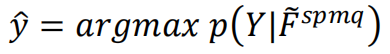 ŷ = argmax p(Y|F̃ˢᵖᵐ𐞥)